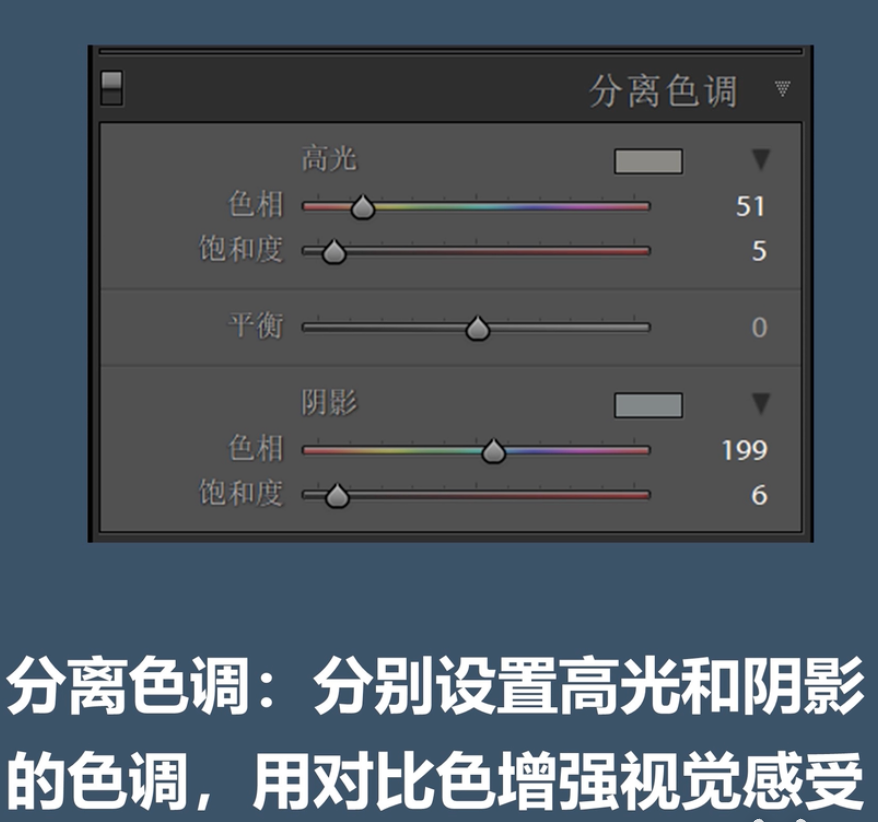 分离色调
高光
色相 51
饱和度 5
平衡 0
阴影
色相 199
饱和度 6
分离色调：分别设置高光和阴影
的色调，用对比色增强视觉感受